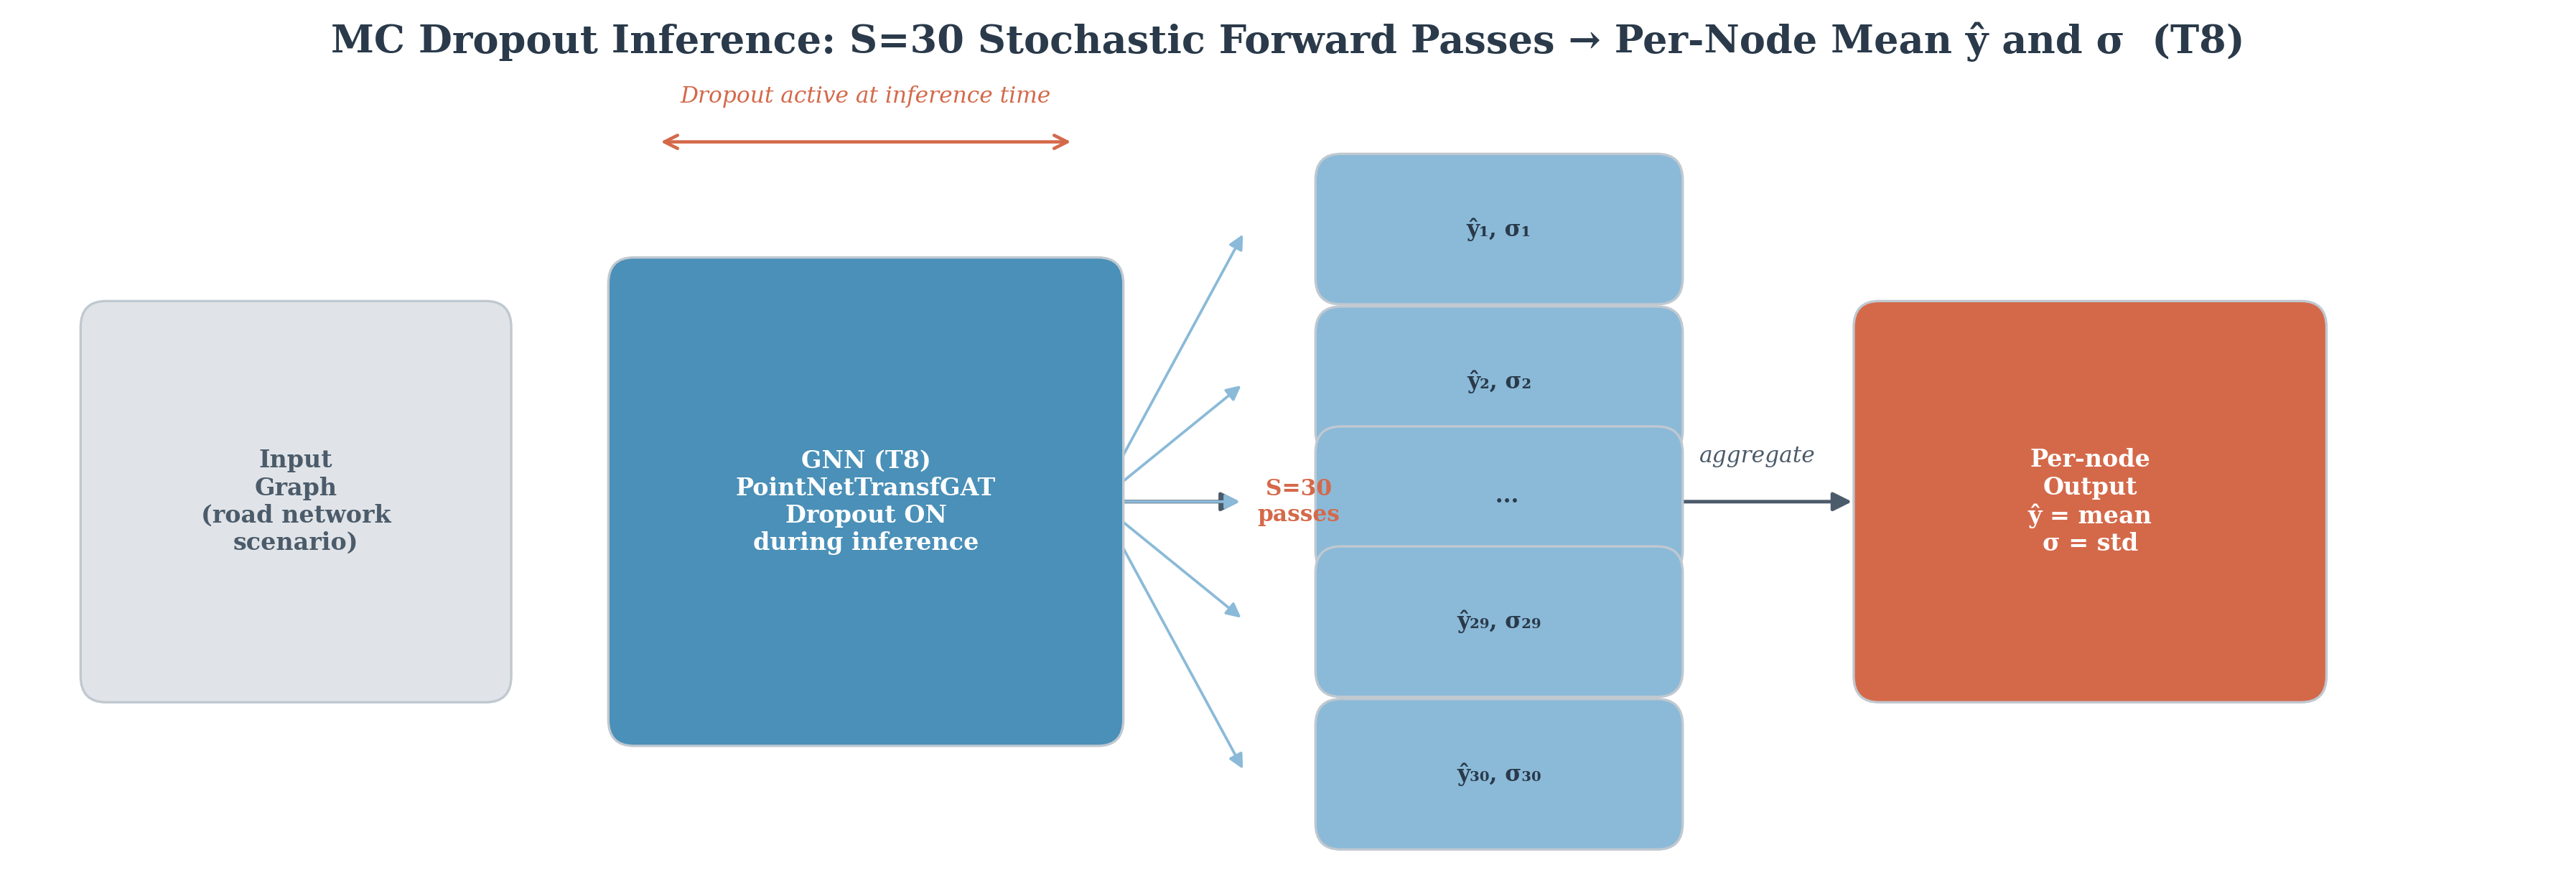 MC Dropout Inference: S=30 Stochastic Forward Passes → Per-Node Mean ŷ and σ (T8)
Dropout active at inference time
Input
Graph
(road network
scenario)
GNN (T8)
PointNetTransfGAT
Dropout ON
during inference
S=30
passes
ŷ₁, σ₁
ŷ₂, σ₂
...
ŷ₂₉, σ₂₉
ŷ₃₀, σ₃₀
aggregate
Per-node
Output
ŷ = mean
σ = std